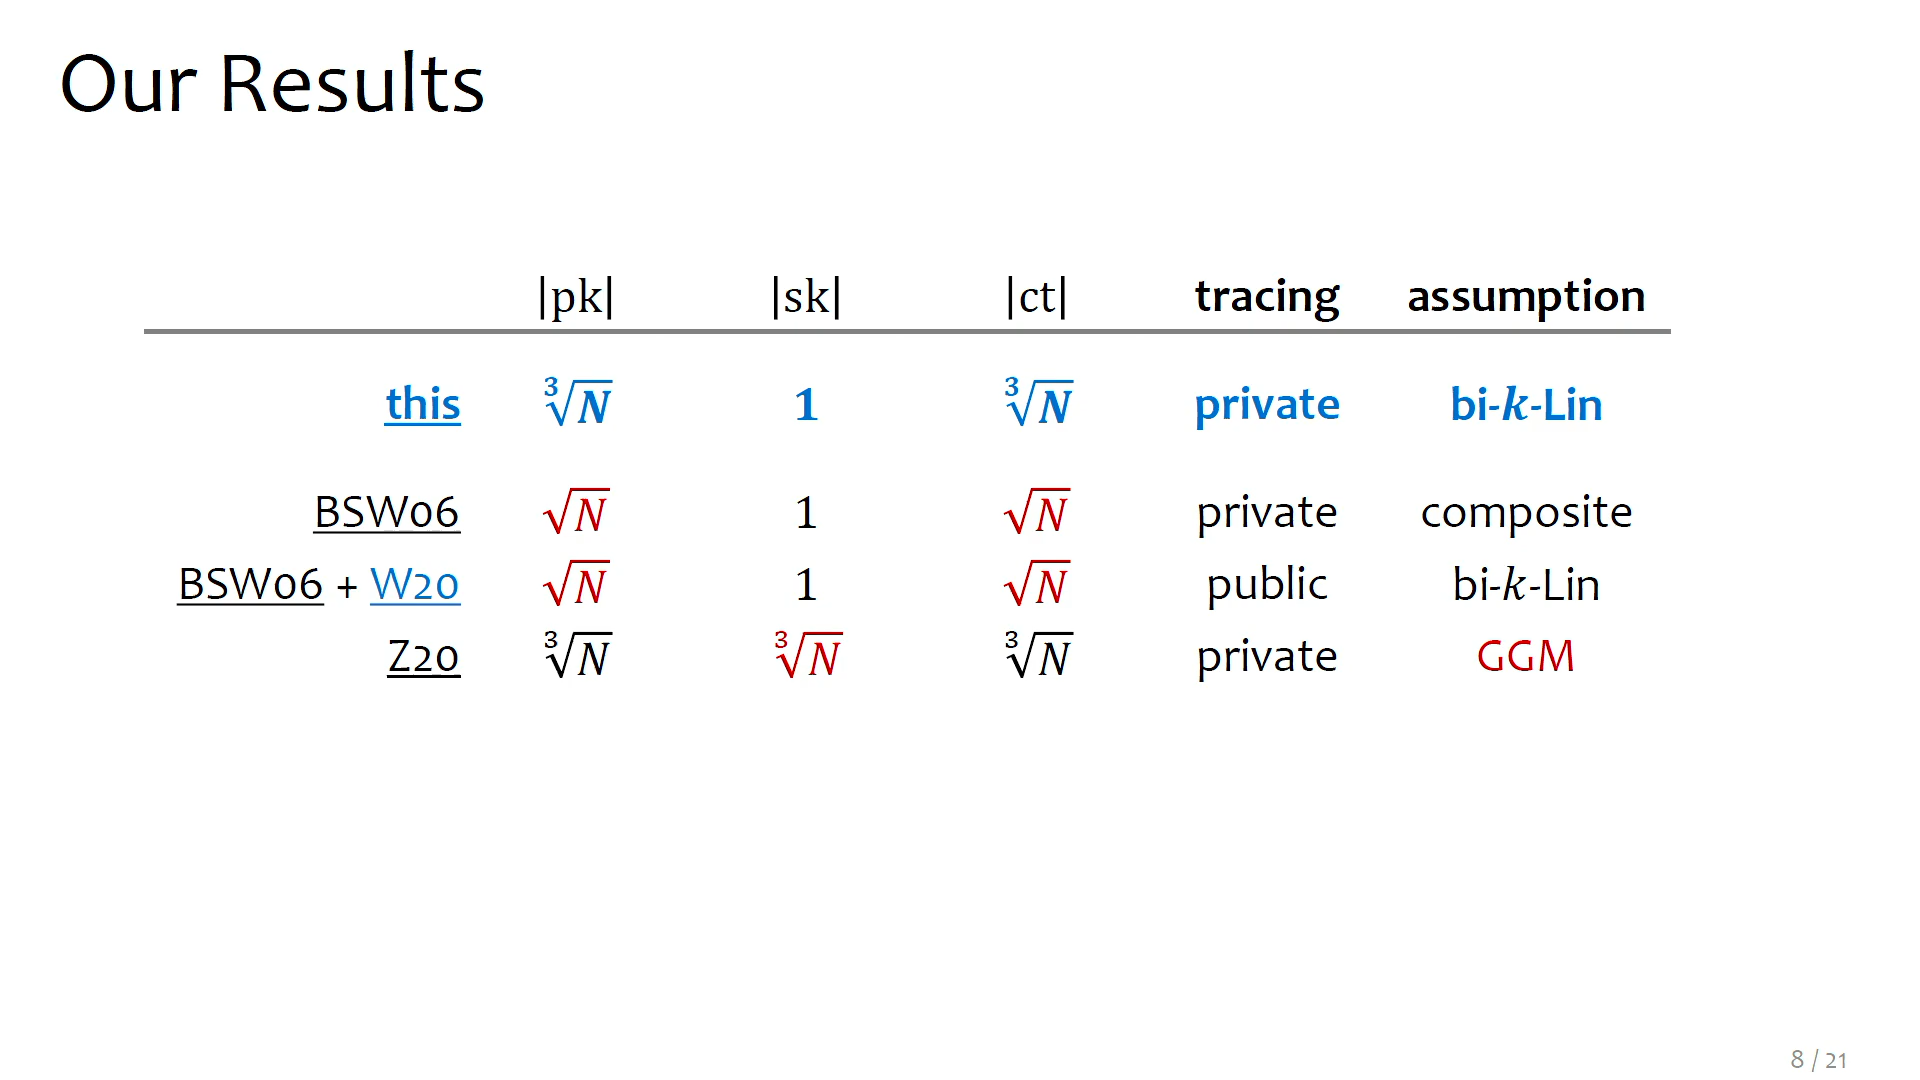 Our Results
|pk| |sk| |ct| tracing assumption
this ∛N 1 ∛N private bi-k-Lin
BSW06 √N 1 √N private composite
BSW06 + W20 √N 1 √N public bi-k-Lin
Z20 ∛N ∛N ∛N private GGM
8 / 21